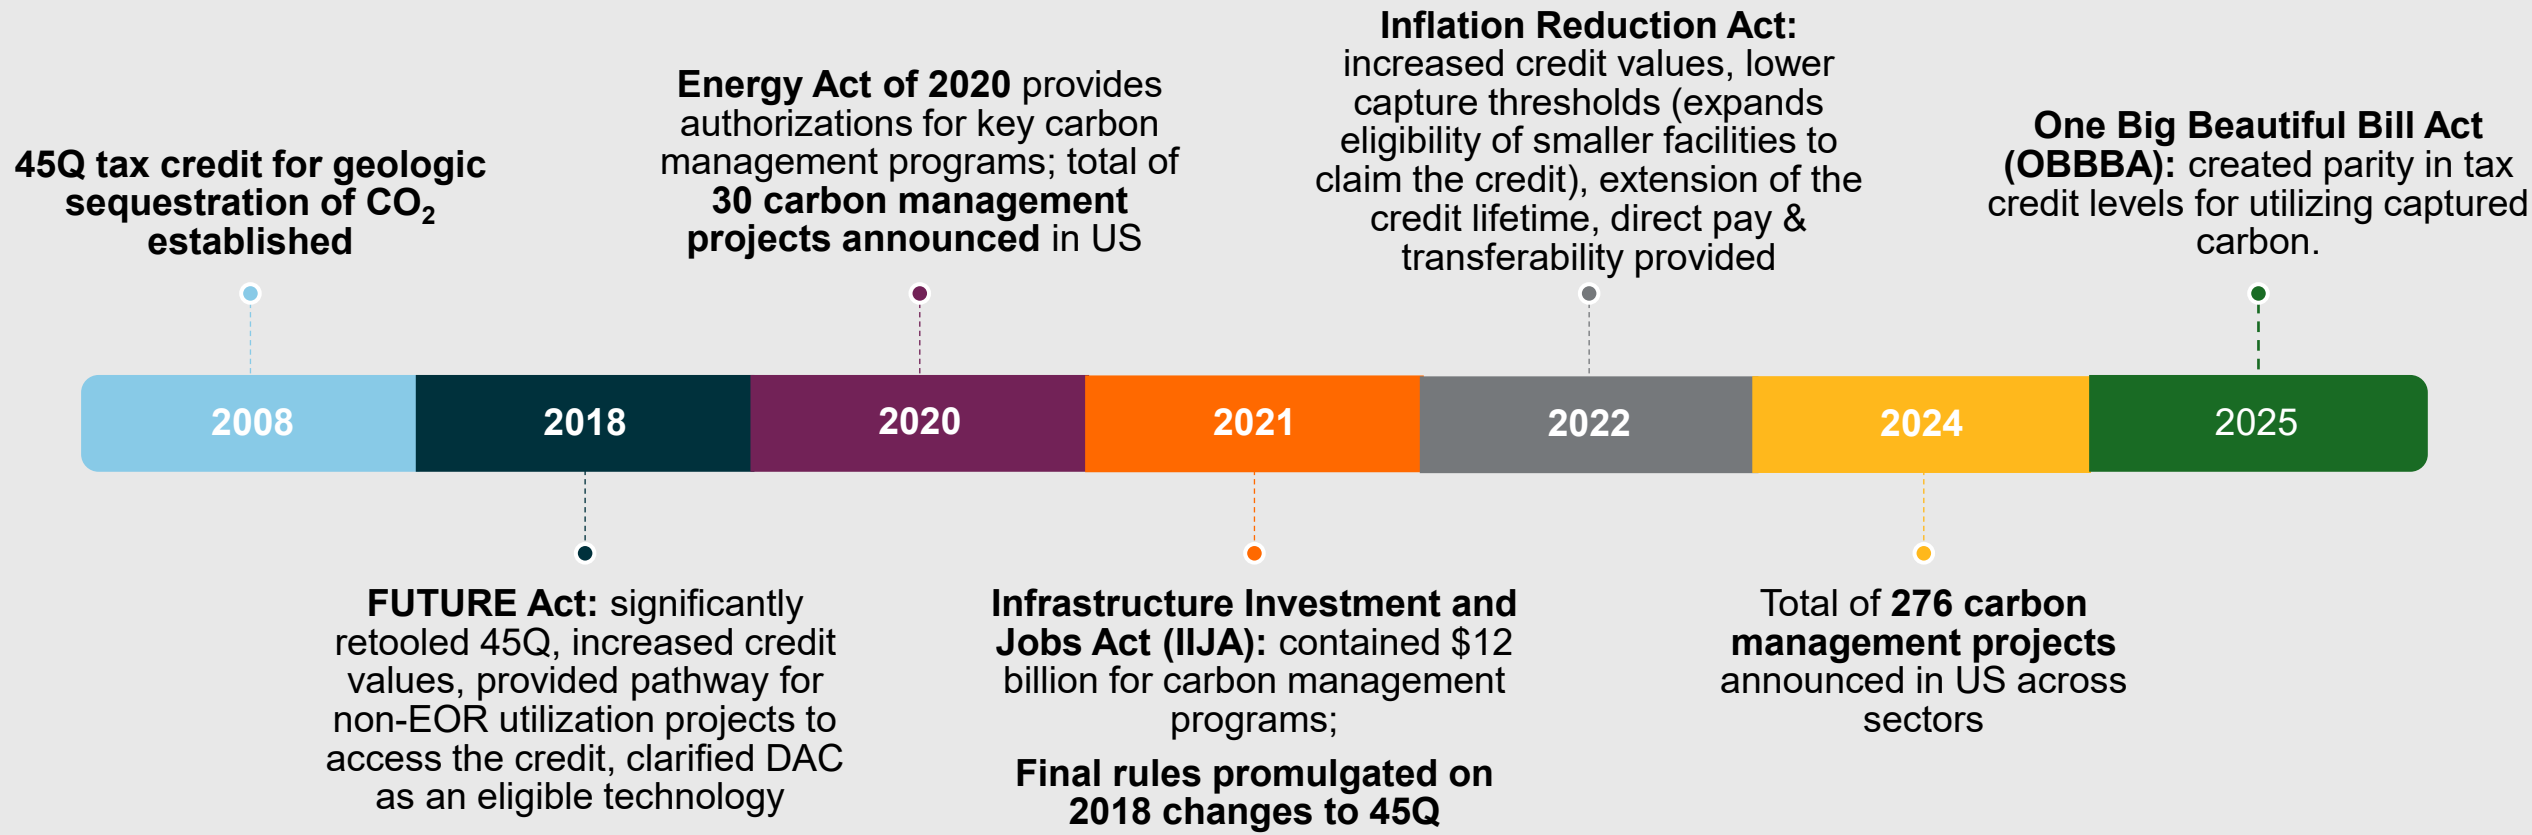 45Q tax credit for geologic
sequestration of CO₂
established
Energy Act of 2020 provides
authorizations for key carbon
management programs; total of
30 carbon management
projects announced in US
Inflation Reduction Act:
increased credit values, lower
capture thresholds (expands
eligibility of smaller facilities to
claim the credit), extension of the
credit lifetime, direct pay &
transferability provided
One Big Beautiful Bill Act
(OBBBA): created parity in tax
credit levels for utilizing captured
carbon.
2008
2018
2020
2021
2022
2024
2025
FUTURE Act: significantly
retooled 45Q, increased credit
values, provided pathway for
non-EOR utilization projects to
access the credit, clarified DAC
as an eligible technology
Infrastructure Investment and
Jobs Act (IIJA): contained $12
billion for carbon management
programs;
Final rules promulgated on
2018 changes to 45Q
Total of 276 carbon
management projects
announced in US across
sectors